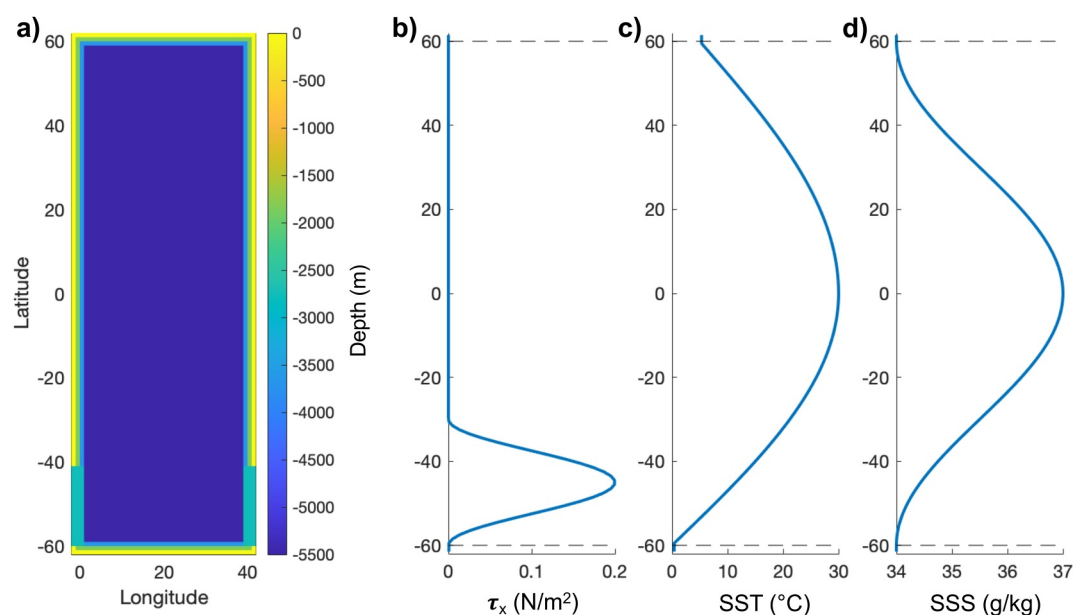 a)
60
40
20
0
-20
-40
-60
Latitude
0 20 40
Longitude
0
-500
-1000
-1500
-2000
-2500
-3000
-3500
-4000
-4500
-5000
-5500
Depth (m)
b)
60
40
20
0
-20
-40
-60
0 0.1 0.2
τx (N/m²)
c)
60
40
20
0
-20
-40
-60
0 10 20 30
SST (°C)
d)
60
40
20
0
-20
-40
-60
34 35 36 37
SSS (g/kg)